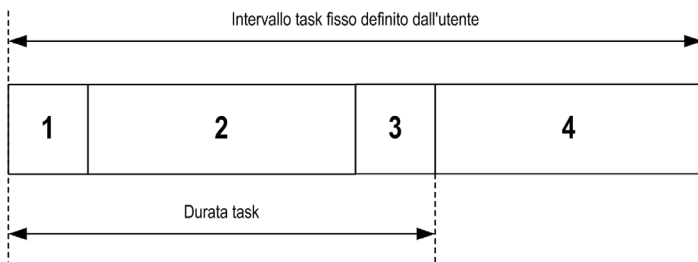 Intervallo task fisso definito dall'utente
1 2 3 4
Durata task